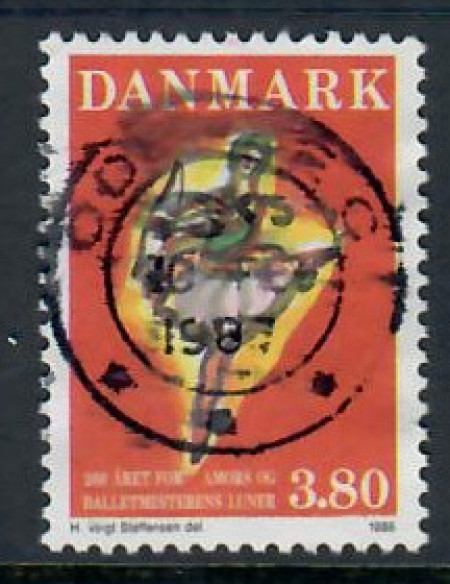 DANMARK
1987
200 ÅRET FOR AMORS OG
BALLETMESTERENS LUNER
3.80
H. Voigt Steffensen del. 1986